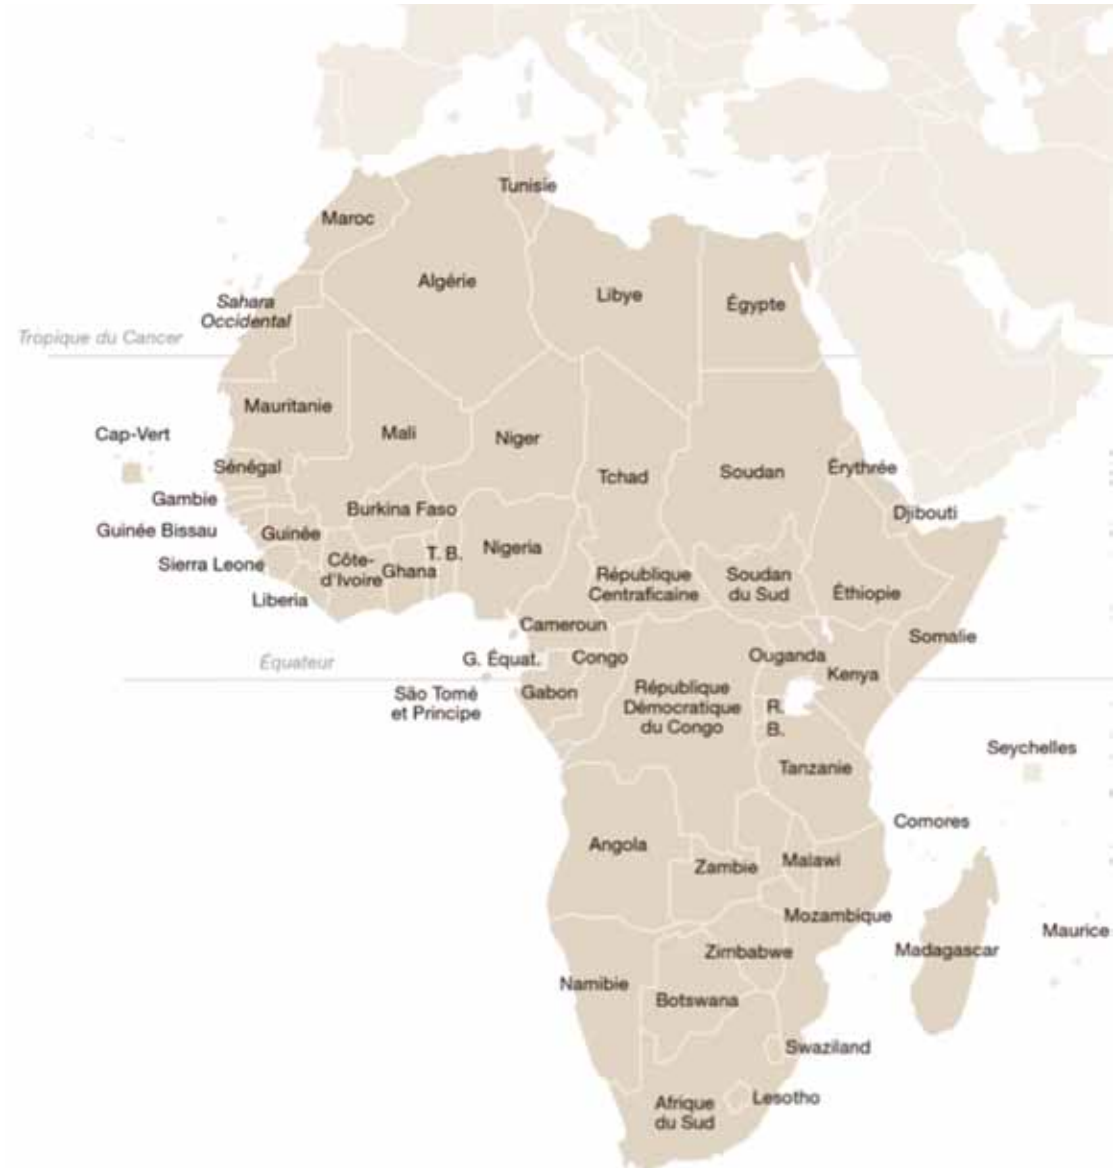 Tunisie
Maroc
Algérie
Libye
Égypte
Sahara
Occidental
Tropique du Cancer
Mauritanie
Mali
Niger
Cap-Vert
Sénégal
Tchad
Soudan
Érythrée
Gambie
Burkina Faso
Djibouti
Guinée Bissau
Guinée
Nigeria
T. B.
Sierra Leone
Côte-
d'Ivoire
Ghana
République
Centraficaine
Soudan
du Sud
Éthiopie
Liberia
Cameroun
Somalie
Équateur
G. Équat.
Congo
Ouganda
Kenya
São Tomé
et Principe
Gabon
République
Démocratique
du Congo
R.
B.
Seychelles
Tanzanie
Comores
Angola
Zambie
Malawi
Mozambique
Maurice
Zimbabwe
Madagascar
Namibie
Botswana
Swaziland
Lesotho
Afrique
du Sud